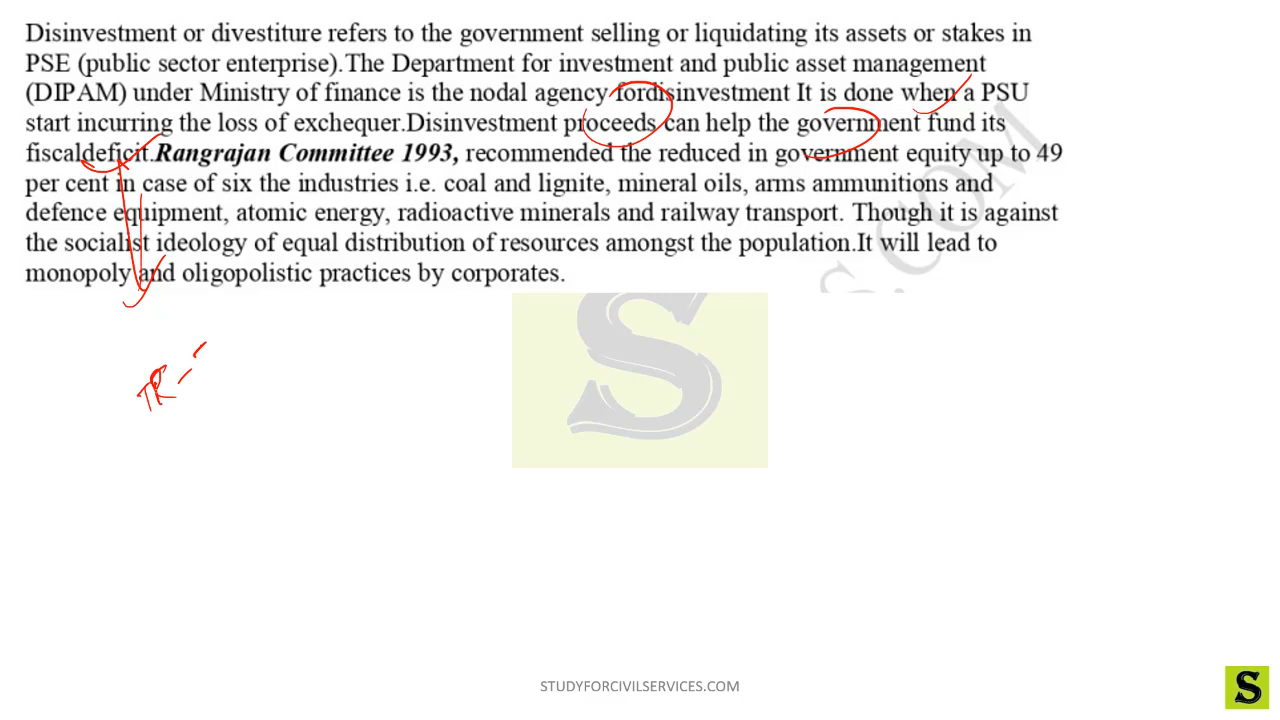 Disinvestment or divestiture refers to the government selling or liquidating its assets or stakes in
PSE (public sector enterprise).The Department for investment and public asset management
(DIPAM) under Ministry of finance is the nodal agency fordisinvestment It is done when a PSU
start incurring the loss of exchequer.Disinvestment proceeds can help the government fund its
fiscaldeficit.Rangrajan Committee 1993, recommended the reduced in government equity up to 49
per cent in case of six the industries i.e. coal and lignite, mineral oils, arms ammunitions and
defence equipment, atomic energy, radioactive minerals and railway transport. Though it is against
the socialist ideology of equal distribution of resources amongst the population.It will lead to
monopoly and oligopolistic practices by corporates.
S.COM
S
STUDYFORCIVILSERVICES.COM
S